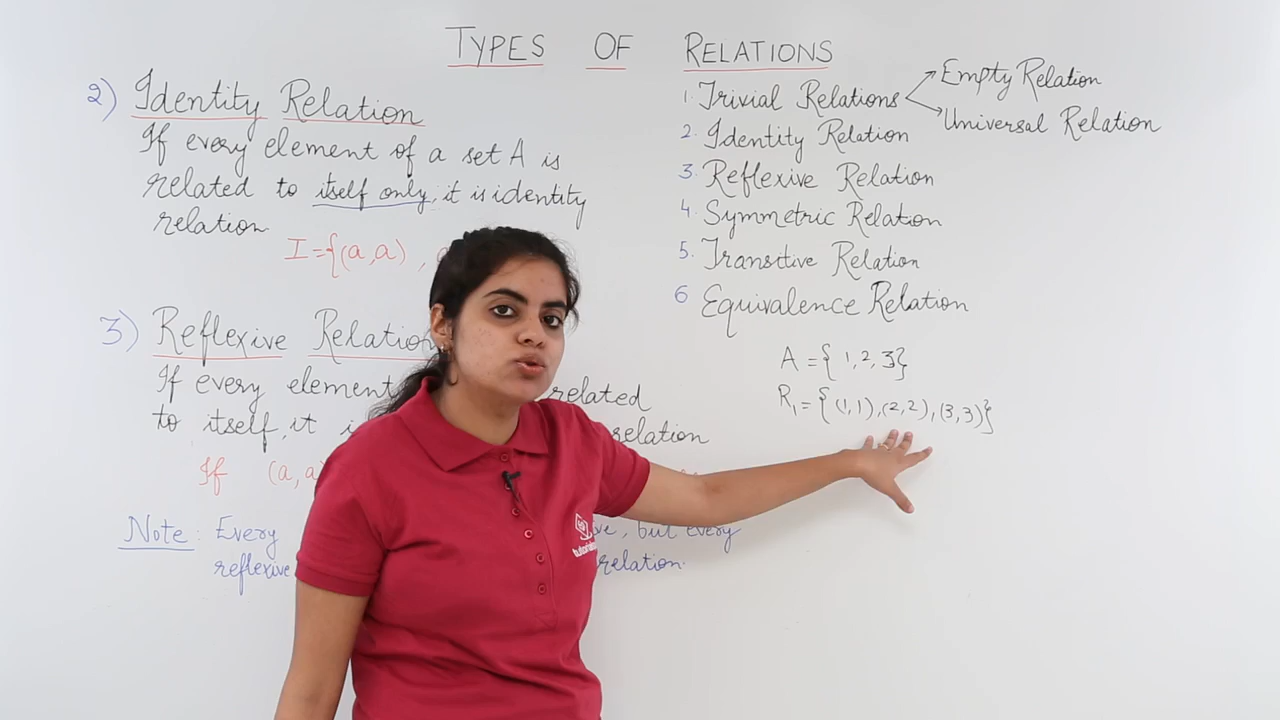 TYPES OF RELATIONS
2) Identity Relation
If every element of a set A is
related to itself only, it is identity
relation
I={(a,a),
3) Reflexive Relation
If every element related
to itself, it relation
If (a,a
Note: Every but every
reflexive relation.
1. Trivial Relations
Empty Relation
Universal Relation
2. Identity Relation
3. Reflexive Relation
4. Symmetric Relation
5. Transitive Relation
6 Equivalence Relation
A = { 1, 2, 3}
R₁ = { (1,1), (2,2), (3,3)}